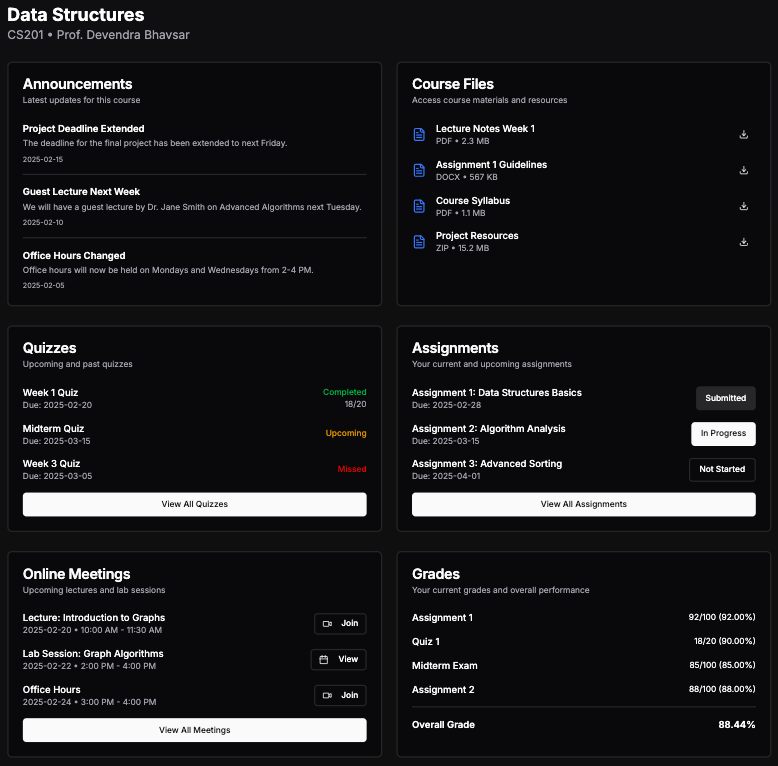 Data Structures
CS201 • Prof. Devendra Bhavsar
Announcements
Latest updates for this course
Project Deadline Extended
The deadline for the final project has been extended to next Friday.
2025-02-15
Guest Lecture Next Week
We will have a guest lecture by Dr. Jane Smith on Advanced Algorithms next Tuesday.
2025-02-10
Office Hours Changed
Office hours will now be held on Mondays and Wednesdays from 2-4 PM.
2025-02-05
Course Files
Access course materials and resources
Lecture Notes Week 1
PDF • 2.3 MB
Assignment 1 Guidelines
DOCX • 567 KB
Course Syllabus
PDF • 1.1 MB
Project Resources
ZIP • 15.2 MB
Quizzes
Upcoming and past quizzes
Week 1 Quiz
Completed
Due: 2025-02-20
18/20
Midterm Quiz
Due: 2025-03-15
Upcoming
Week 3 Quiz
Due: 2025-03-05
Missed
View All Quizzes
Assignments
Your current and upcoming assignments
Assignment 1: Data Structures Basics
Due: 2025-02-28
Submitted
Assignment 2: Algorithm Analysis
Due: 2025-03-15
In Progress
Assignment 3: Advanced Sorting
Due: 2025-04-01
Not Started
View All Assignments
Online Meetings
Upcoming lectures and lab sessions
Lecture: Introduction to Graphs
2025-02-20 • 10:00 AM - 11:30 AM
Join
Lab Session: Graph Algorithms
2025-02-22 • 2:00 PM - 4:00 PM
View
Office Hours
2025-02-24 • 3:00 PM - 4:00 PM
Join
View All Meetings
Grades
Your current grades and overall performance
Assignment 1 92/100 (92.00%)
Quiz 1 18/20 (90.00%)
Midterm Exam 85/100 (85.00%)
Assignment 2 88/100 (88.00%)
Overall Grade 88.44%